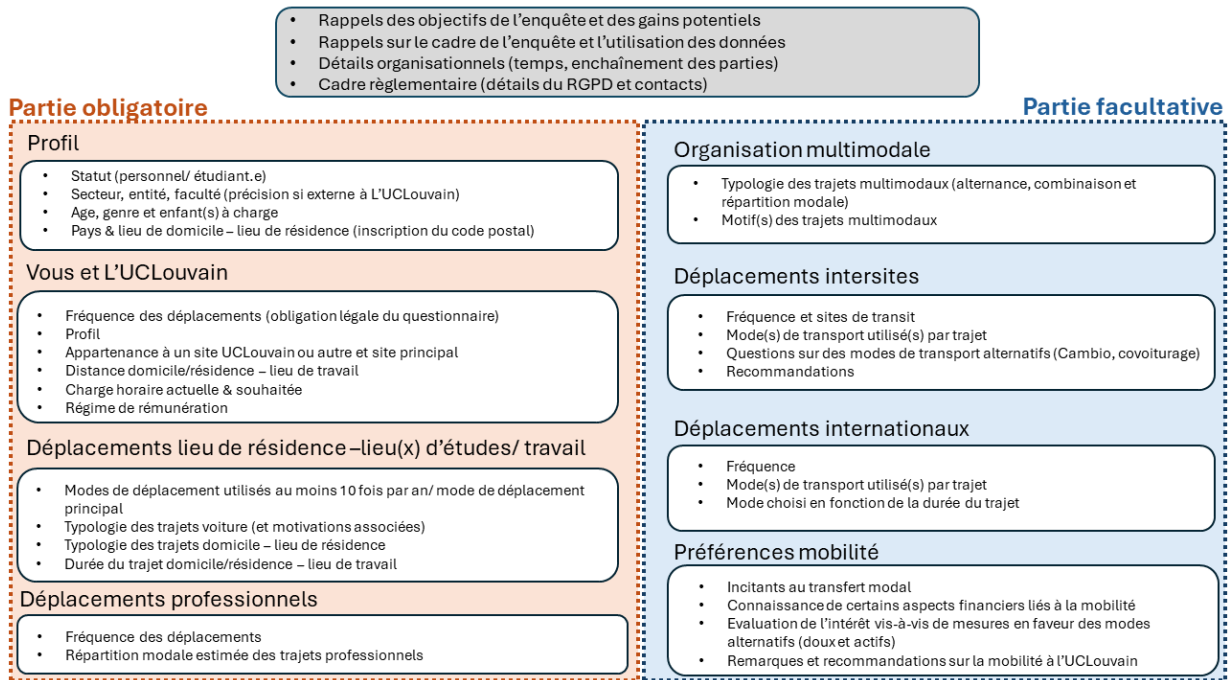 • Rappels des objectifs de l’enquête et des gains potentiels
• Rappels sur le cadre de l’enquête et l’utilisation des données
• Détails organisationnels (temps, enchaînement des parties)
• Cadre règlementaire (détails du RGPD et contacts)
Partie obligatoire
Profil
• Statut (personnel/ étudiant.e)
• Secteur, entité, faculté (précision si externe à L’UCLouvain)
• Age, genre et enfant(s) à charge
• Pays & lieu de domicile – lieu de résidence (inscription du code postal)
Vous et L’UCLouvain
• Fréquence des déplacements (obligation légale du questionnaire)
• Profil
• Appartenance à un site UCLouvain ou autre et site principal
• Distance domicile/résidence – lieu de travail
• Charge horaire actuelle & souhaitée
• Régime de rémunération
Déplacements lieu de résidence –lieu(x) d’études/ travail
• Modes de déplacement utilisés au moins 10 fois par an/ mode de déplacement
principal
• Typologie des trajets voiture (et motivations associées)
• Typologie des trajets domicile – lieu de résidence
• Durée du trajet domicile/résidence – lieu de travail
Déplacements professionnels
• Fréquence des déplacements
• Répartition modale estimée des trajets professionnels
Partie facultative
Organisation multimodale
• Typologie des trajets multimodaux (alternance, combinaison et
répartition modale)
• Motif(s) des trajets multimodaux
Déplacements intersites
• Fréquence et sites de transit
• Mode(s) de transport utilisé(s) par trajet
• Questions sur des modes de transport alternatifs (Cambio, covoiturage)
• Recommandations
Déplacements internationaux
• Fréquence
• Mode(s) de transport utilisé(s) par trajet
• Mode choisi en fonction de la durée du trajet
Préférences mobilité
• Incitants au transfert modal
• Connaissance de certains aspects financiers liés à la mobilité
• Evaluation de l’intérêt vis-à-vis de mesures en faveur des modes
alternatifs (doux et actifs)
• Remarques et recommandations sur la mobilité à l’UCLouvain